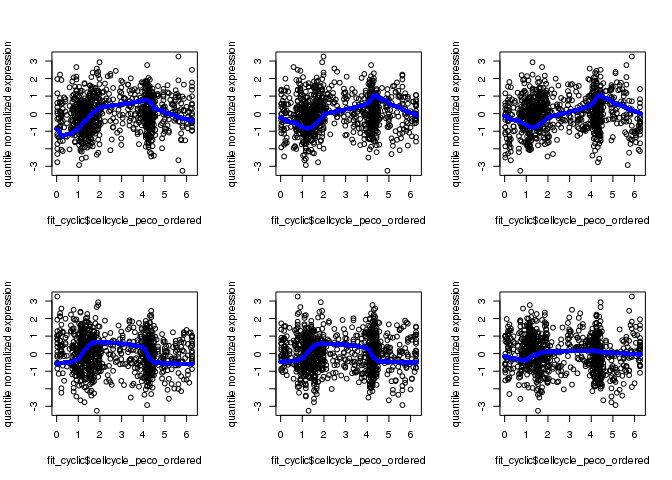 quantile normalized expression
3
2
1
0
-1
-3
0 1 2 3 4 5 6
fit_cyclic$cellcycle_peco_ordered
quantile normalized expression
3
2
1
0
-1
-3
0 1 2 3 4 5 6
fit_cyclic$cellcycle_peco_ordered
quantile normalized expression
3
2
1
0
-1
-3
0 1 2 3 4 5 6
fit_cyclic$cellcycle_peco_ordered
quantile normalized expression
3
2
1
0
-1
-3
0 1 2 3 4 5 6
fit_cyclic$cellcycle_peco_ordered
quantile normalized expression
3
2
1
0
-1
-3
0 1 2 3 4 5 6
fit_cyclic$cellcycle_peco_ordered
quantile normalized expression
3
2
1
0
-1
-3
0 1 2 3 4 5 6
fit_cyclic$cellcycle_peco_ordered